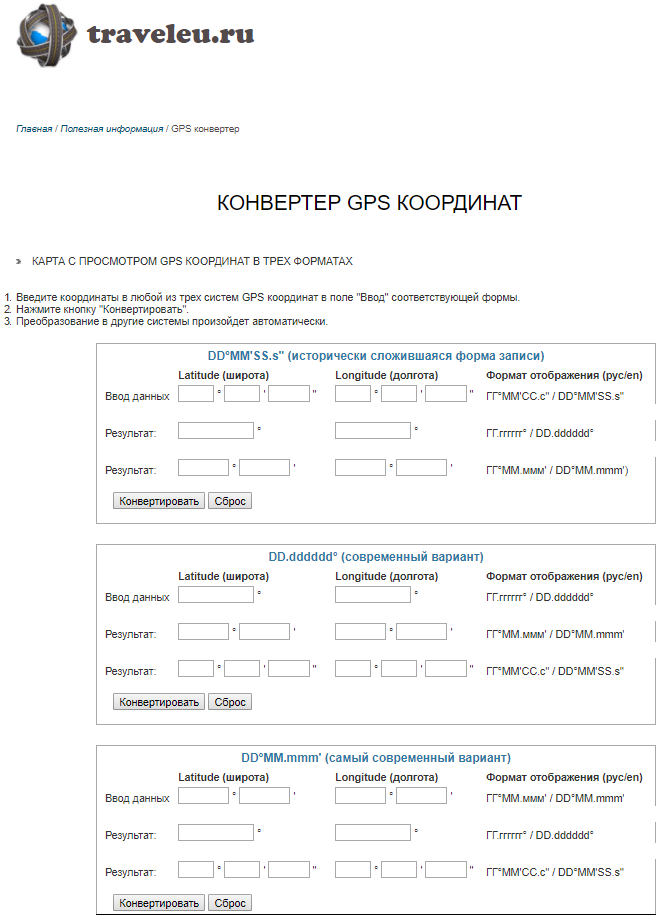 traveleu.ru
Главная / Полезная информация / GPS конвертер
КОНВЕРТЕР GPS КООРДИНАТ
» КАРТА С ПРОСМОТРОМ GPS КООРДИНАТ В ТРЕХ ФОРМАТАХ
1. Введите координаты в любой из трех систем GPS координат в поле "Ввод" соответствующей формы.
2. Нажмите кнопку "Конвертировать".
3. Преобразование в другие системы произойдет автоматически.
DD°MM'SS.s" (исторически сложившаяся форма записи)
Latitude (широта) Longitude (долгота) Формат отображения (рус/en)
Ввод данных ° ' " ° ' " ГГ°ММ'СС.с" / DD°MM'SS.s"
Результат: ° ° ГГ.гггггг° / DD.dddddd°
Результат: ° ' ° ' ГГ°ММ.ммм' / DD°MM.mmm')
Конвертировать Сброс
DD.dddddd° (современный вариант)
Latitude (широта) Longitude (долгота) Формат отображения (рус/en)
Ввод данных ° ° ГГ.гггггг° / DD.dddddd°
Результат: ° ' ° ' ГГ°ММ.ммм' / DD°MM.mmm'
Результат: ° ' " ° ' " ГГ°ММ'СС.с" / DD°MM'SS.s"
Конвертировать Сброс
DD°MM.mmm' (самый современный вариант)
Latitude (широта) Longitude (долгота) Формат отображения (рус/en)
Ввод данных ° ' ° ' ГГ°ММ.ммм' / DD°MM.mmm'
Результат: ° ° ГГ.гггггг° / DD.dddddd°
Результат: ° ' " ° ' " ГГ°ММ'СС.с" / DD°MM'SS.s"
Конвертировать Сброс